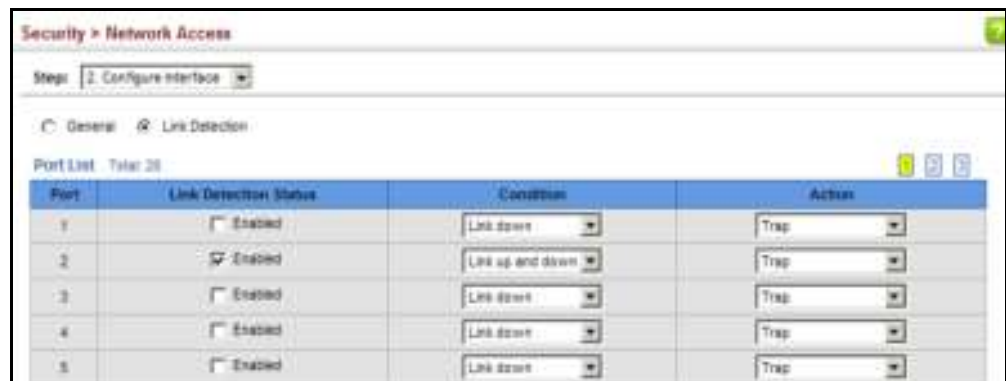 Security > Network Access
?
Step: 2. Configure Interface
General Link Detection
Port List Total: 28
1 2 3
Port Link Detection Status Condition Action
1 Enabled Link down Trap
2 Enabled Link up and down Trap
3 Enabled Link down Trap
4 Enabled Link down Trap
5 Enabled Link down Trap